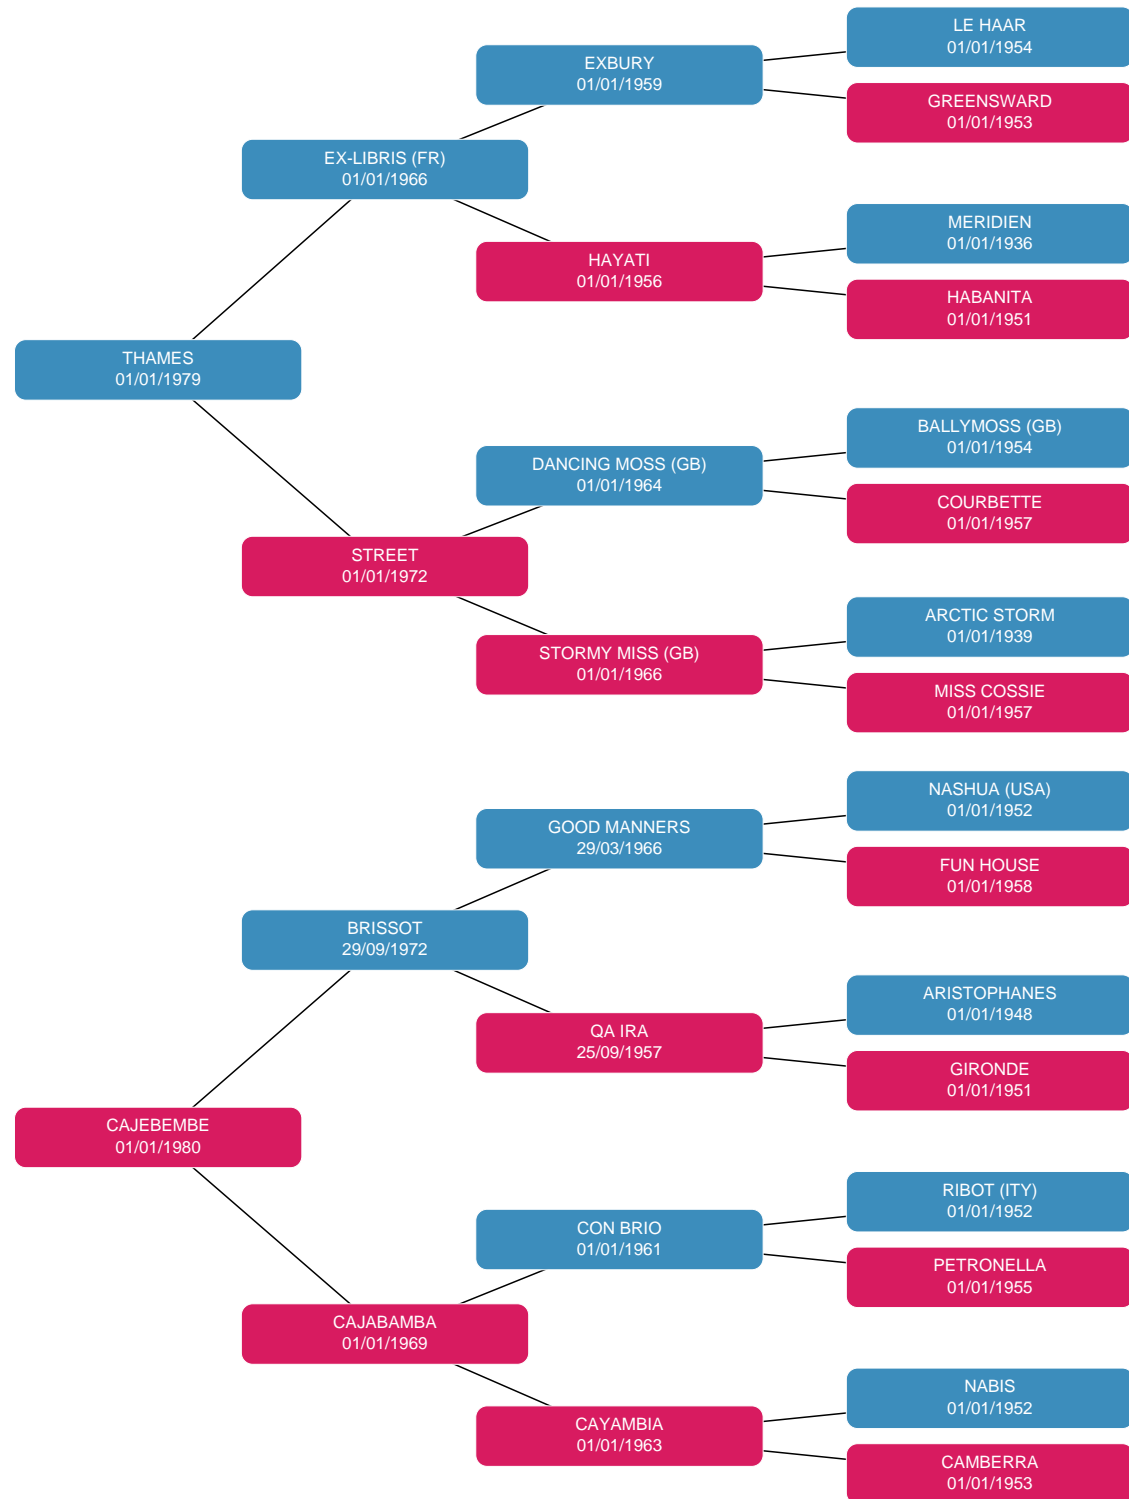 LE HAAR
01/01/1954
EXBURY
01/01/1959
GREENSWARD
01/01/1953
EX-LIBRIS (FR)
01/01/1966
MERIDIEN
01/01/1936
HAYATI
01/01/1956
HABANITA
01/01/1951
THAMES
01/01/1979
BALLYMOSS (GB)
01/01/1954
DANCING MOSS (GB)
01/01/1964
COURBETTE
01/01/1957
STREET
01/01/1972
ARCTIC STORM
01/01/1939
STORMY MISS (GB)
01/01/1966
MISS COSSIE
01/01/1957
NASHUA (USA)
01/01/1952
GOOD MANNERS
29/03/1966
FUN HOUSE
01/01/1958
BRISSOT
29/09/1972
ARISTOPHANES
01/01/1948
QA IRA
25/09/1957
GIRONDE
01/01/1951
CAJEBEMBE
01/01/1980
RIBOT (ITY)
01/01/1952
CON BRIO
01/01/1961
PETRONELLA
01/01/1955
CAJABAMBA
01/01/1969
NABIS
01/01/1952
CAYAMBIA
01/01/1963
CAMBERRA
01/01/1953